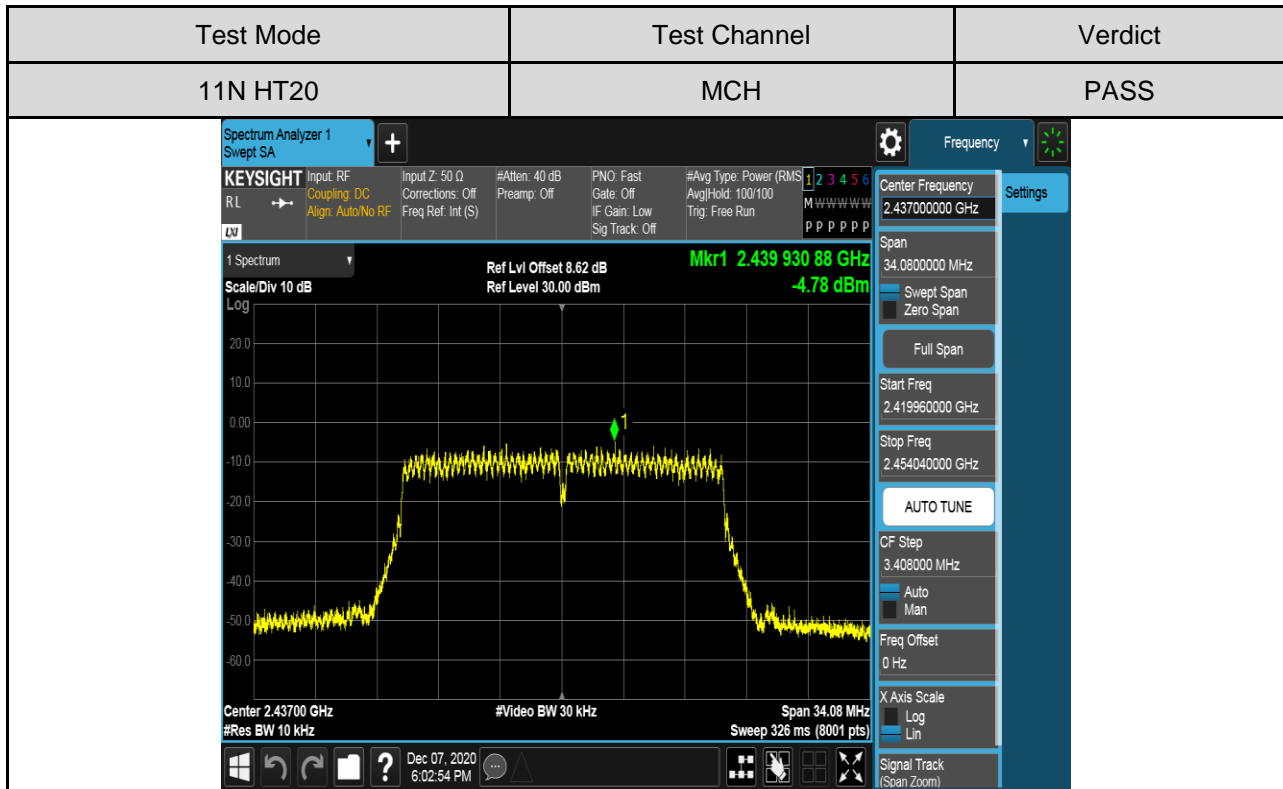 Test Mode Test Channel Verdict
11N HT20 MCH PASS
Spectrum Analyzer 1
Swept SA
+
Frequency
KEYSIGHT Input: RF Input Z: 50 Ω #Atten: 40 dB PNO: Fast #Avg Type: Power (RMS 1 2 3 4 5 6
R L Coupling: DC Corrections: Off Preamp: Off Gate: Off Avg|Hold: 100/100 M W W W W W
Align: Auto/No RF Freq Ref: Int (S) IF Gain: Low Trig: Free Run
LXI Sig Track: Off P P P P P P
1 Spectrum
Scale/Div 10 dB
Ref Lvl Offset 8.62 dB
Ref Level 30.00 dBm
Mkr1 2.439 930 88 GHz
-4.78 dBm
Log
20.0
10.0
0.00
-10.0
-20.0
-30.0
-40.0
-50.0
-60.0
1
Center 2.43700 GHz #Video BW 30 kHz Span 34.08 MHz
#Res BW 10 kHz Sweep 326 ms (8001 pts)
Center Frequency
2.437000000 GHz
Settings
Span
34.0800000 MHz
Swept Span
Zero Span
Full Span
Start Freq
2.419960000 GHz
Stop Freq
2.454040000 GHz
AUTO TUNE
CF Step
3.408000 MHz
Auto
Man
Freq Offset
0 Hz
X Axis Scale
Log
Lin
Signal Track
(Span Zoom)
?
Dec 07, 2020
6:02:54 PM